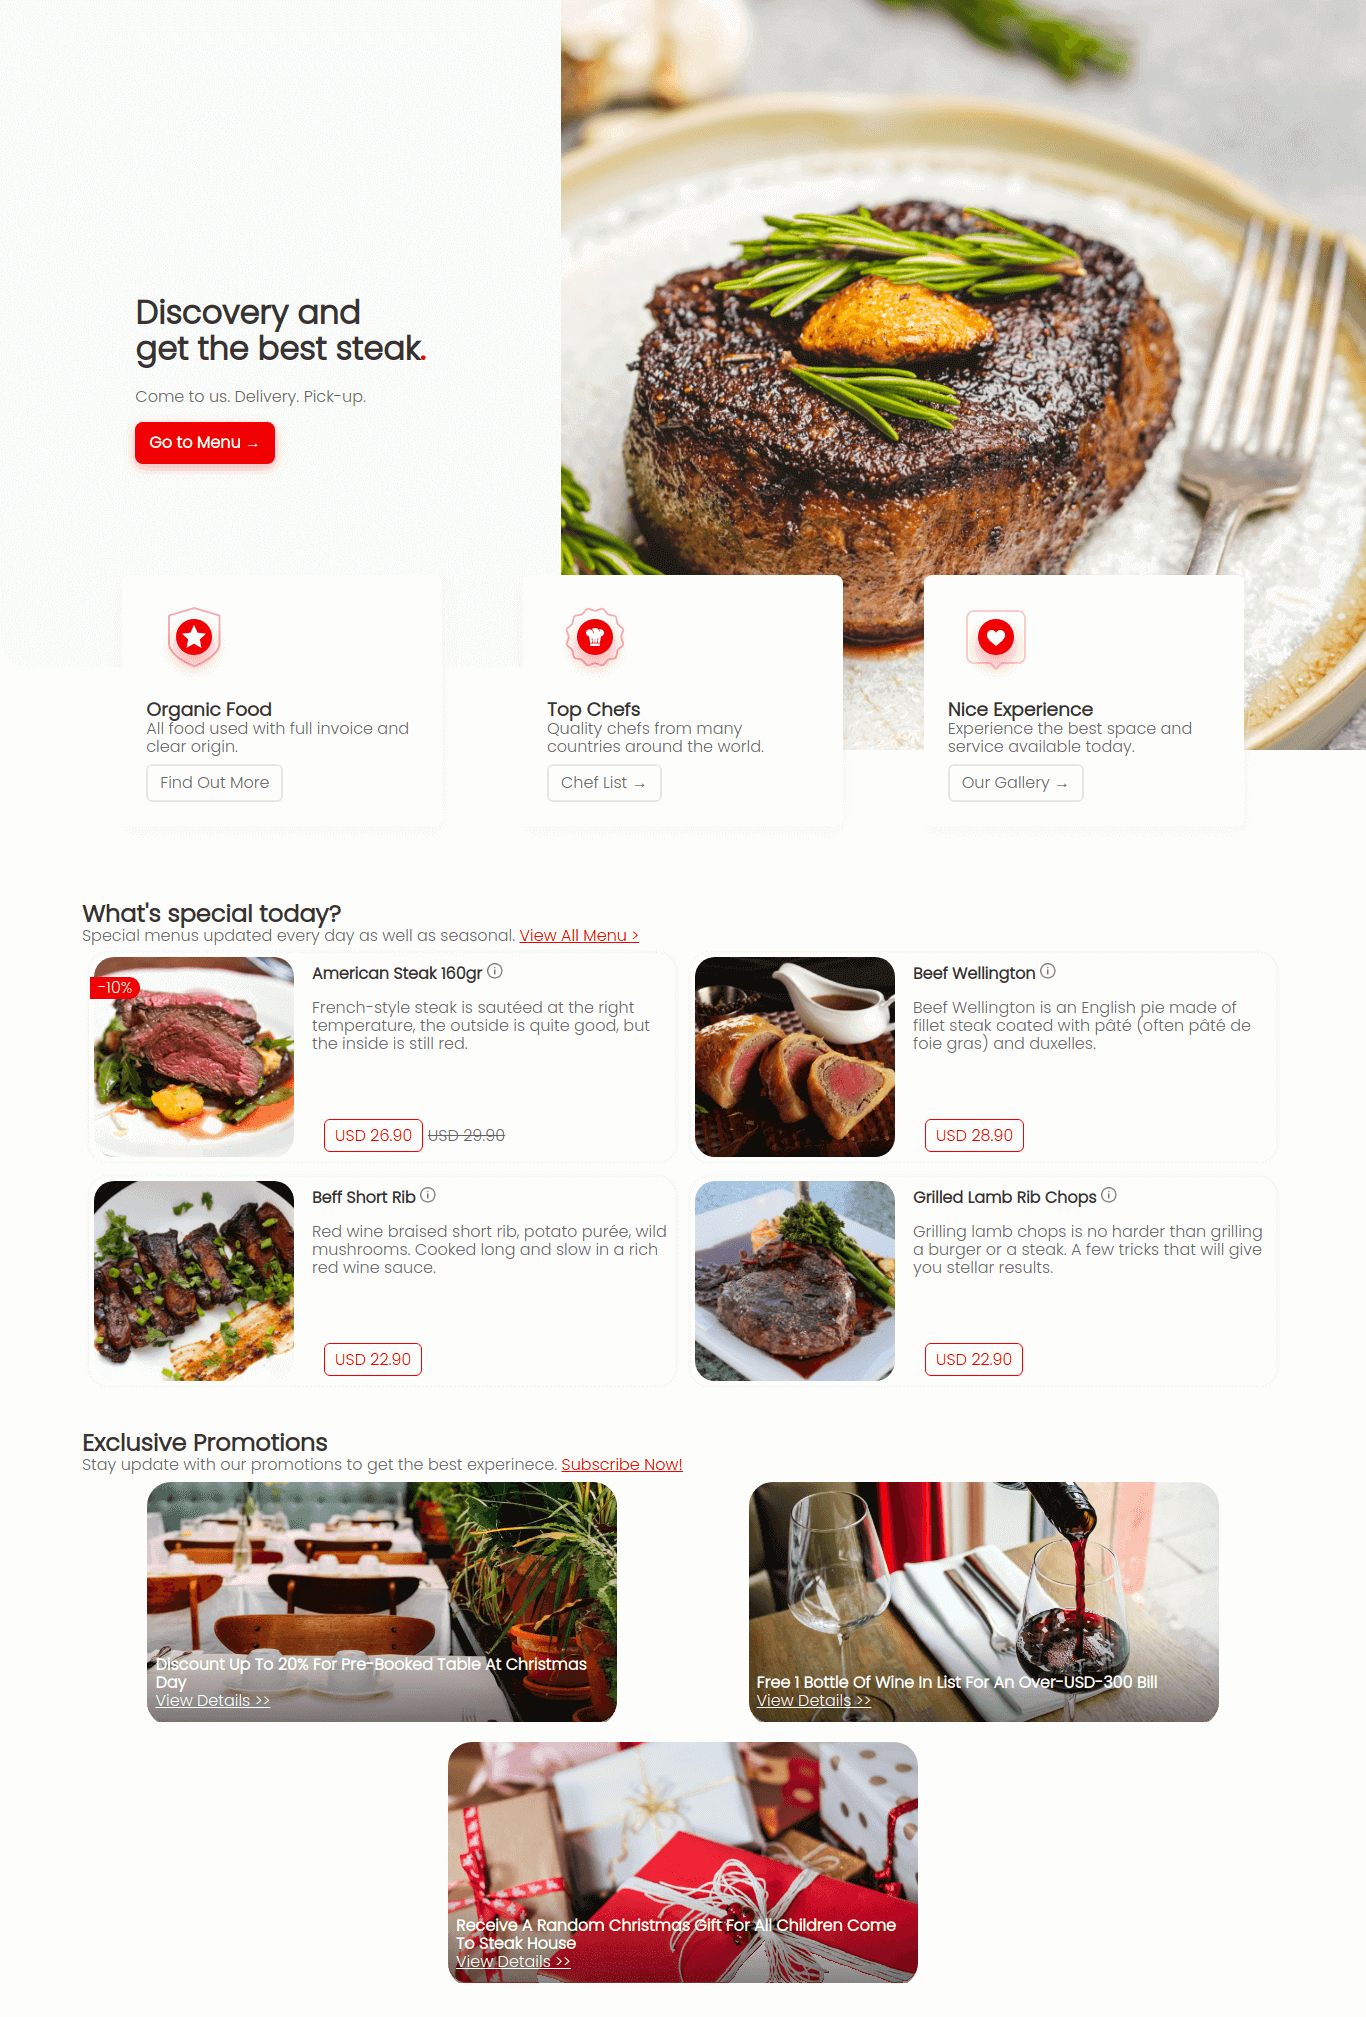 Discovery and
get the best steak.
Come to us. Delivery. Pick-up.
Go to Menu →
Organic Food
All food used with full invoice and
clear origin.
Find Out More
Top Chefs
Quality chefs from many
countries around the world.
Chef List →
Nice Experience
Experience the best space and
service available today.
Our Gallery →
What's special today?
Special menus updated every day as well as seasonal. View All Menu >
-10%
American Steak 160gr
French-style steak is sautéed at the right
temperature, the outside is quite good, but
the inside is still red.
USD 26.90 USD 29.90
Beef Wellington
Beef Wellington is an English pie made of
fillet steak coated with pâté (often pâté de
foie gras) and duxelles.
USD 28.90
Beff Short Rib
Red wine braised short rib, potato purée, wild
mushrooms. Cooked long and slow in a rich
red wine sauce.
USD 22.90
Grilled Lamb Rib Chops
Grilling lamb chops is no harder than grilling
a burger or a steak. A few tricks that will give
you stellar results.
USD 22.90
Exclusive Promotions
Stay update with our promotions to get the best experinece. Subscribe Now!
Discount Up To 20% For Pre-Booked Table At Christmas
Day
View Details >>
Free 1 Bottle Of Wine In List For An Over-USD-300 Bill
View Details >>
Receive A Random Christmas Gift For All Children Come
To Steak House
View Details >>